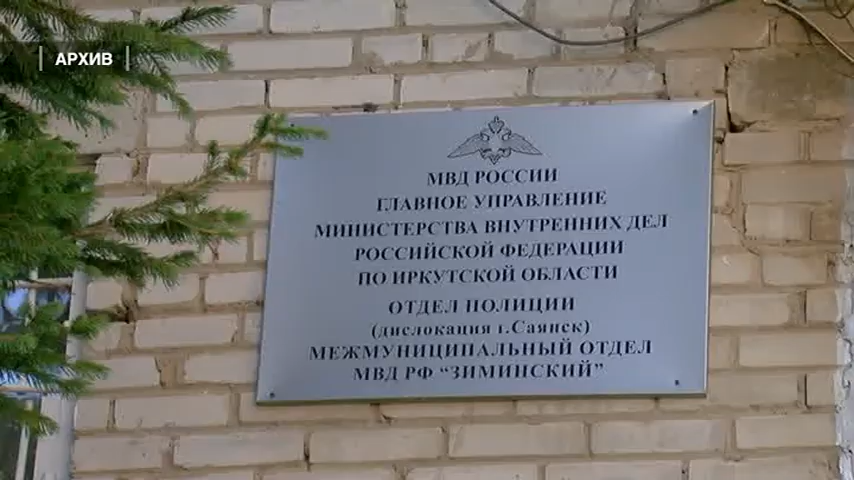 АРХИВ
МВД РОССИИ
ГЛАВНОЕ УПРАВЛЕНИЕ
МИНИСТЕРСТВА ВНУТРЕННИХ ДЕЛ
РОССИЙСКОЙ ФЕДЕРАЦИИ
ПО ИРКУТСКОЙ ОБЛАСТИ
ОТДЕЛ ПОЛИЦИИ
(дислокация г.Саянск)
МЕЖМУНИЦИПАЛЬНЫЙ ОТДЕЛ
МВД РФ “ЗИМИНСКИЙ”